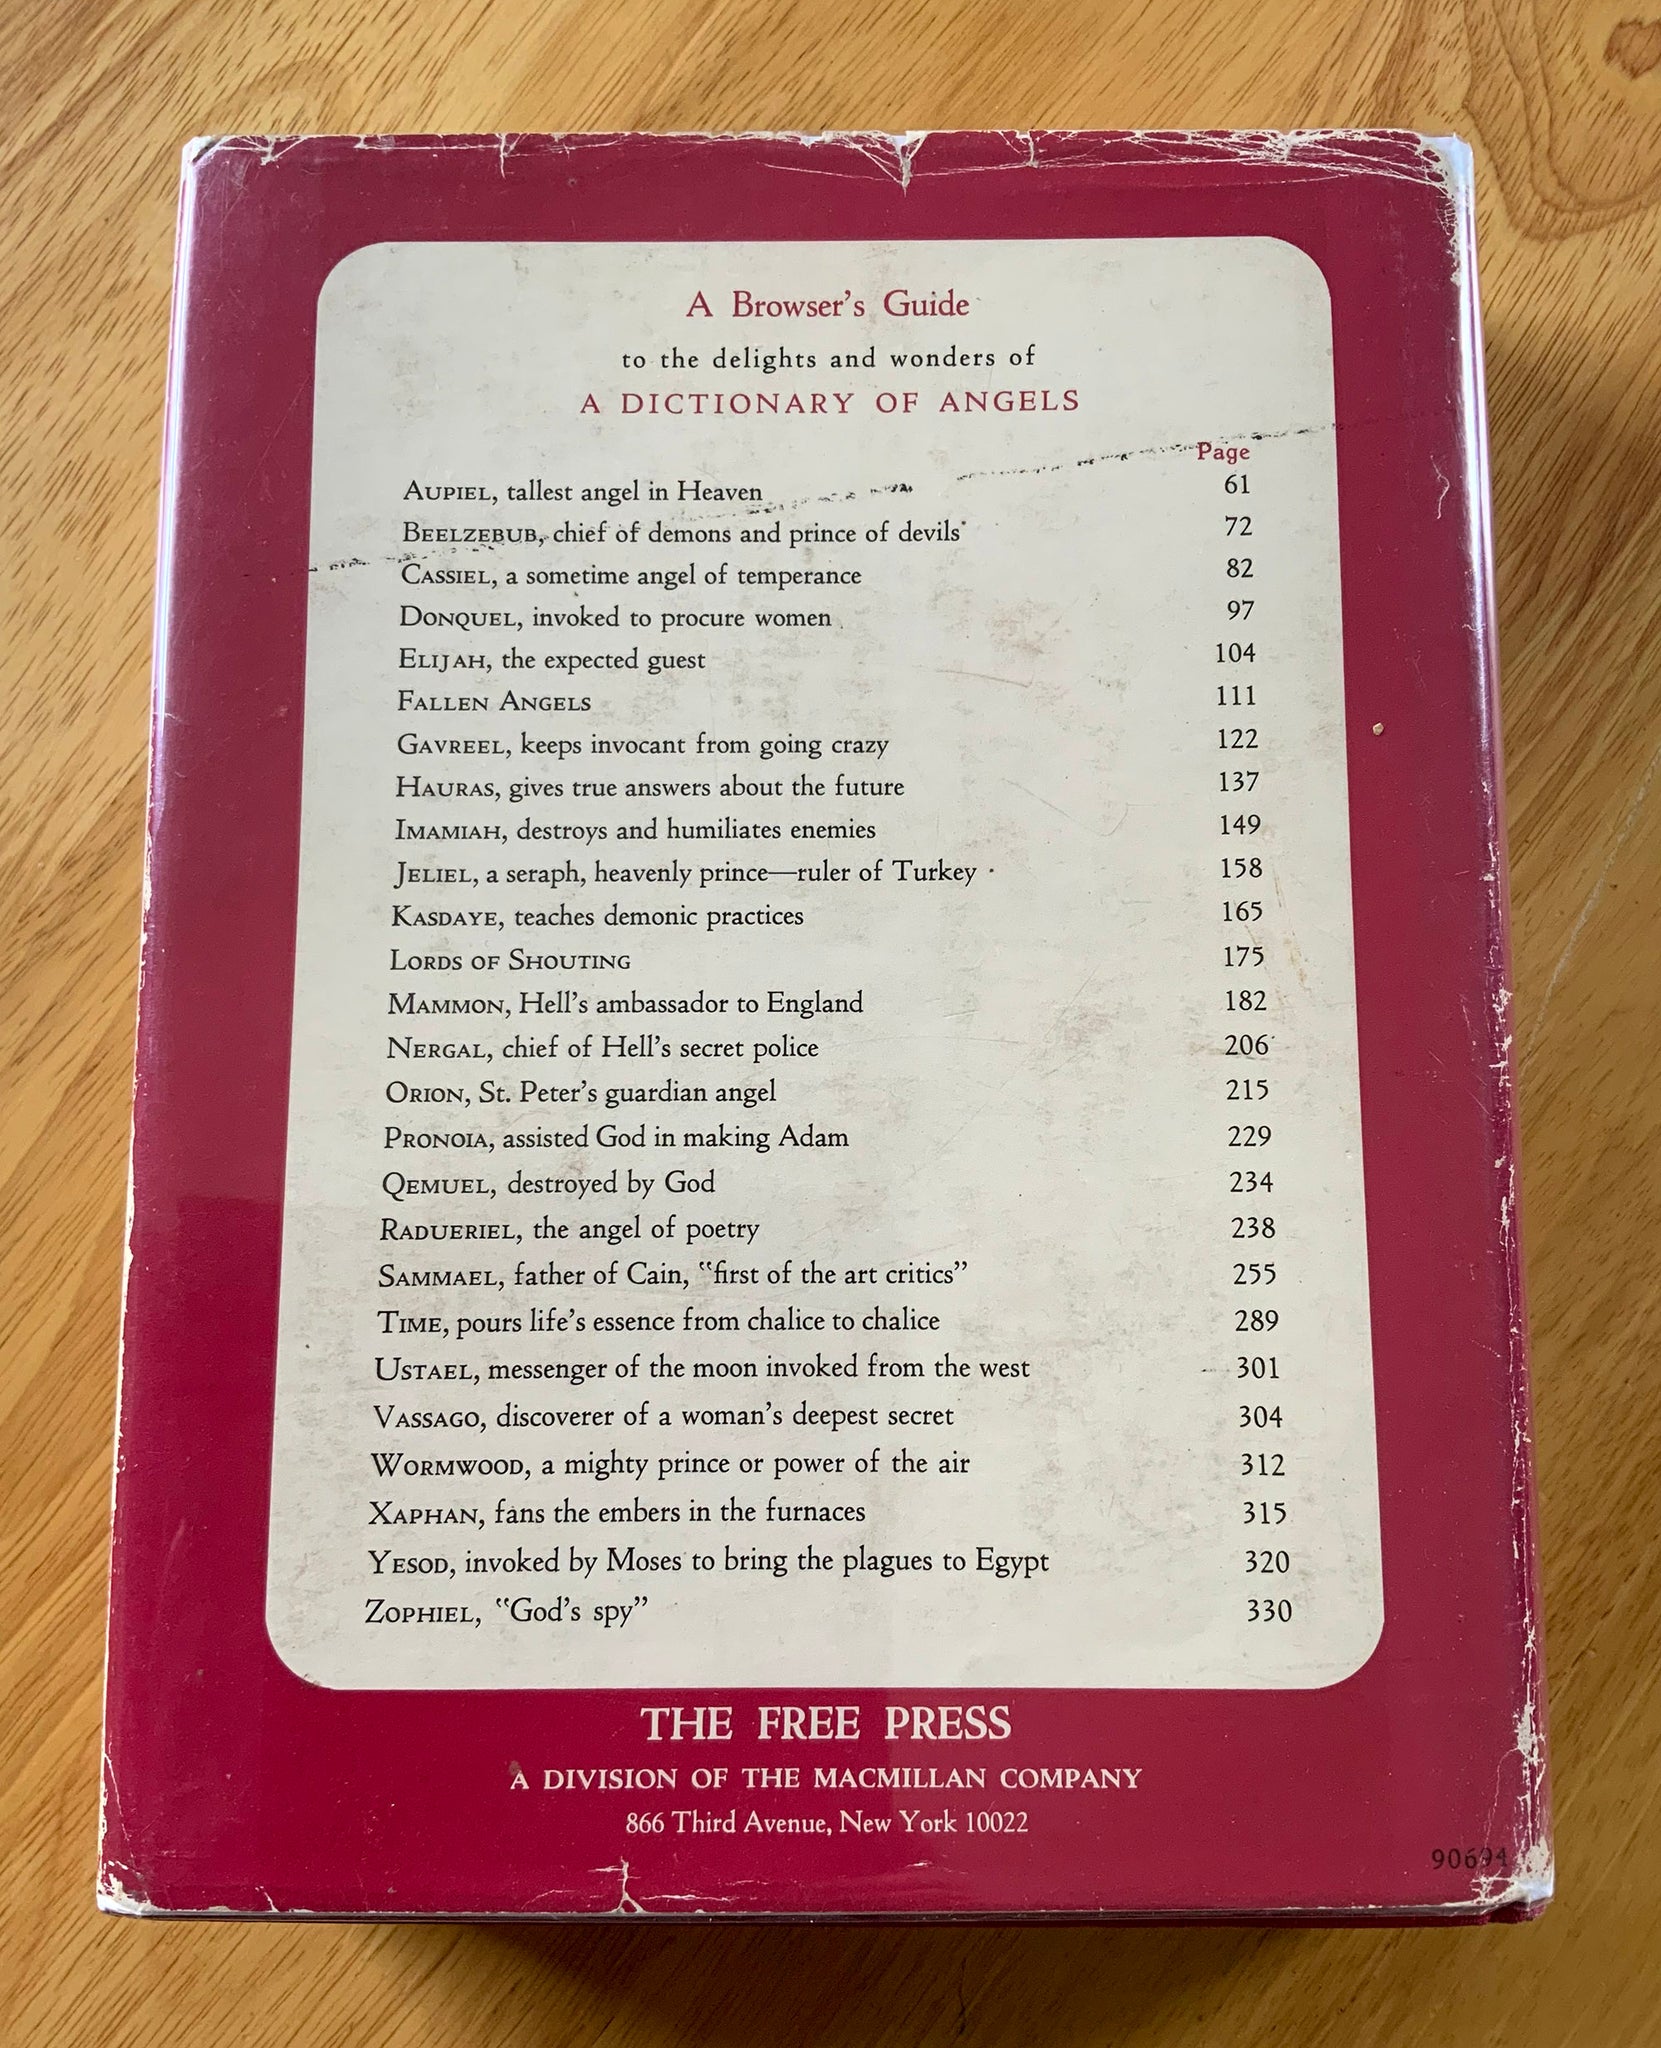 A Browser's Guide
to the delights and wonders of
A DICTIONARY OF ANGELS
Page
AUPIEL, tallest angel in Heaven 61
BEELZEBUB, chief of demons and prince of devils 72
CASSIEL, a sometime angel of temperance 82
DONQUEL, invoked to procure women 97
ELIJAH, the expected guest 104
FALLEN ANGELS 111
GAVREEL, keeps invocant from going crazy 122
HAURAS, gives true answers about the future 137
IMAMIAH, destroys and humiliates enemies 149
JELIEL, a seraph, heavenly prince—ruler of Turkey 158
KASDAYE, teaches demonic practices 165
LORDS OF SHOUTING 175
MAMMON, Hell's ambassador to England 182
NERGAL, chief of Hell's secret police 206
ORION, St. Peter's guardian angel 215
PRONOIA, assisted God in making Adam 229
QEMUEL, destroyed by God 234
RADUERIEL, the angel of poetry 238
SAMMAEL, father of Cain, "first of the art critics" 255
TIME, pours life's essence from chalice to chalice 289
USTAEL, messenger of the moon invoked from the west 301
VASSAGO, discoverer of a woman's deepest secret 304
WORMWOOD, a mighty prince or power of the air 312
XAPHAN, fans the embers in the furnaces 315
YESOD, invoked by Moses to bring the plagues to Egypt 320
ZOPHIEL, "God's spy" 330
THE FREE PRESS
A DIVISION OF THE MACMILLAN COMPANY
866 Third Avenue, New York 10022
90694